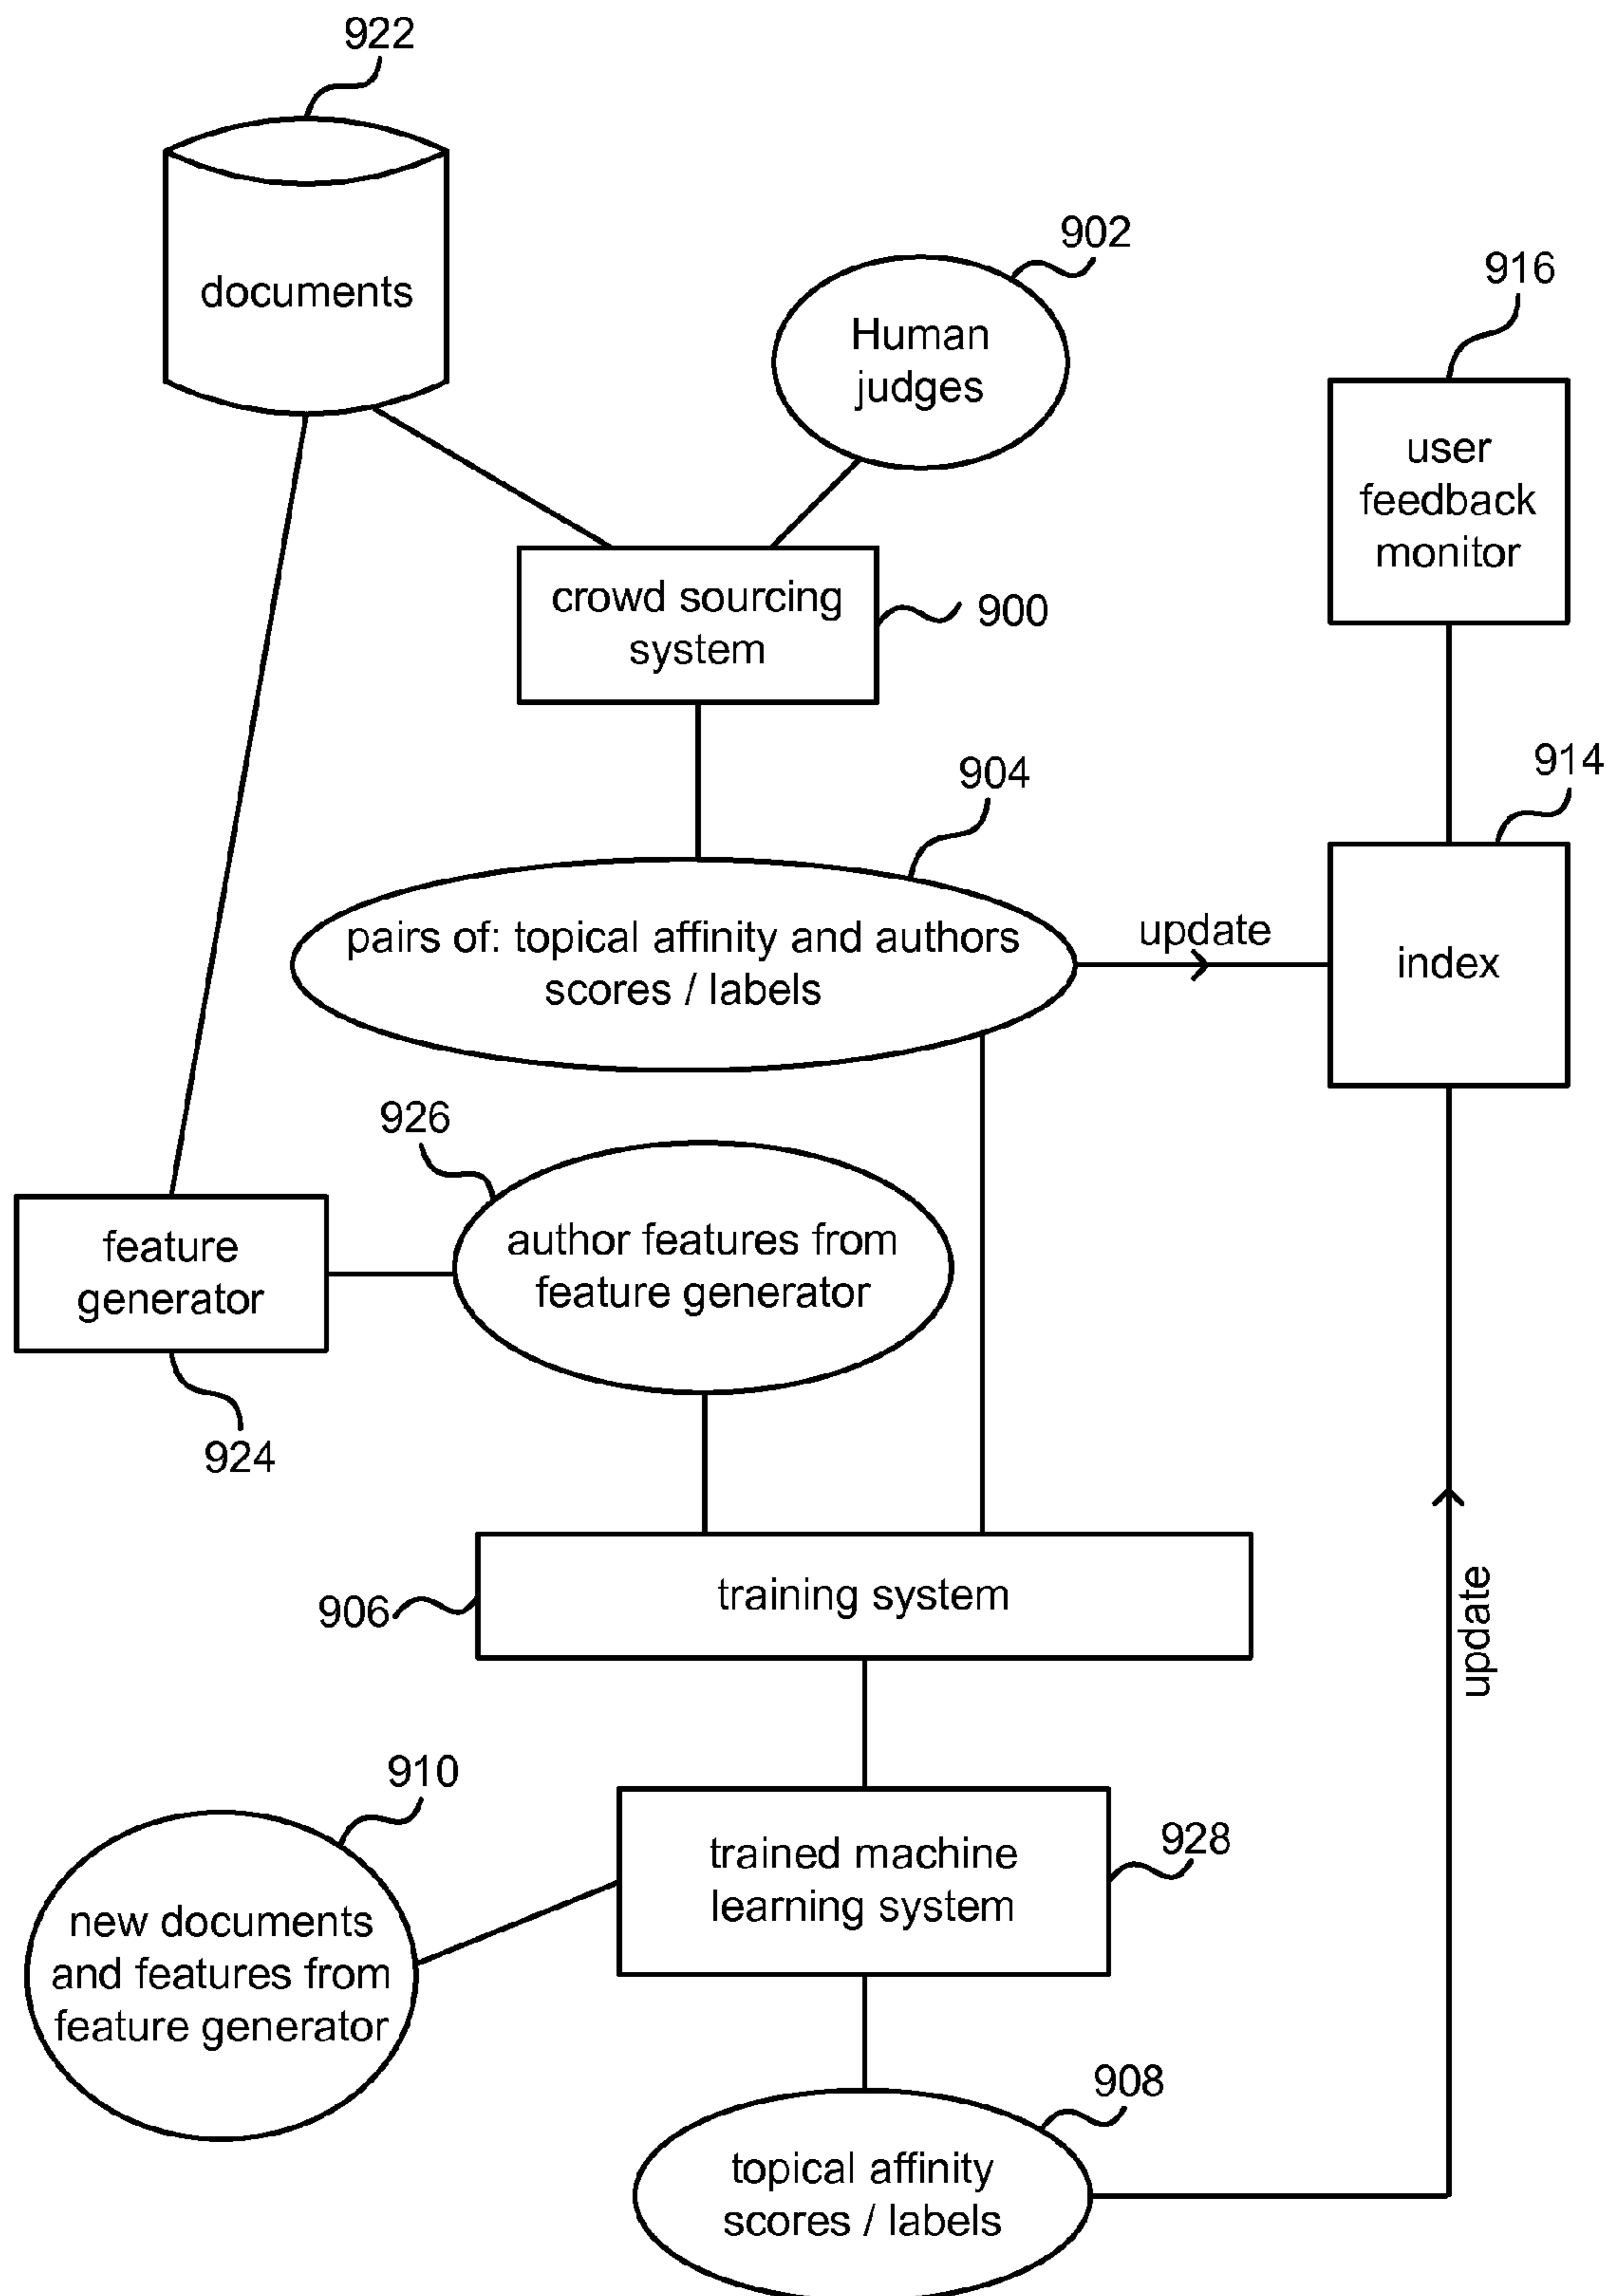 922
documents
902
Human
judges
916
user
feedback
monitor
crowd sourcing
system
900
904
914
pairs of: topical affinity and authors
scores / labels
update
index
926
feature
generator
author features from
feature generator
924
training system
906
update
910
trained machine
learning system
928
new documents
and features from
feature generator
908
topical affinity
scores / labels